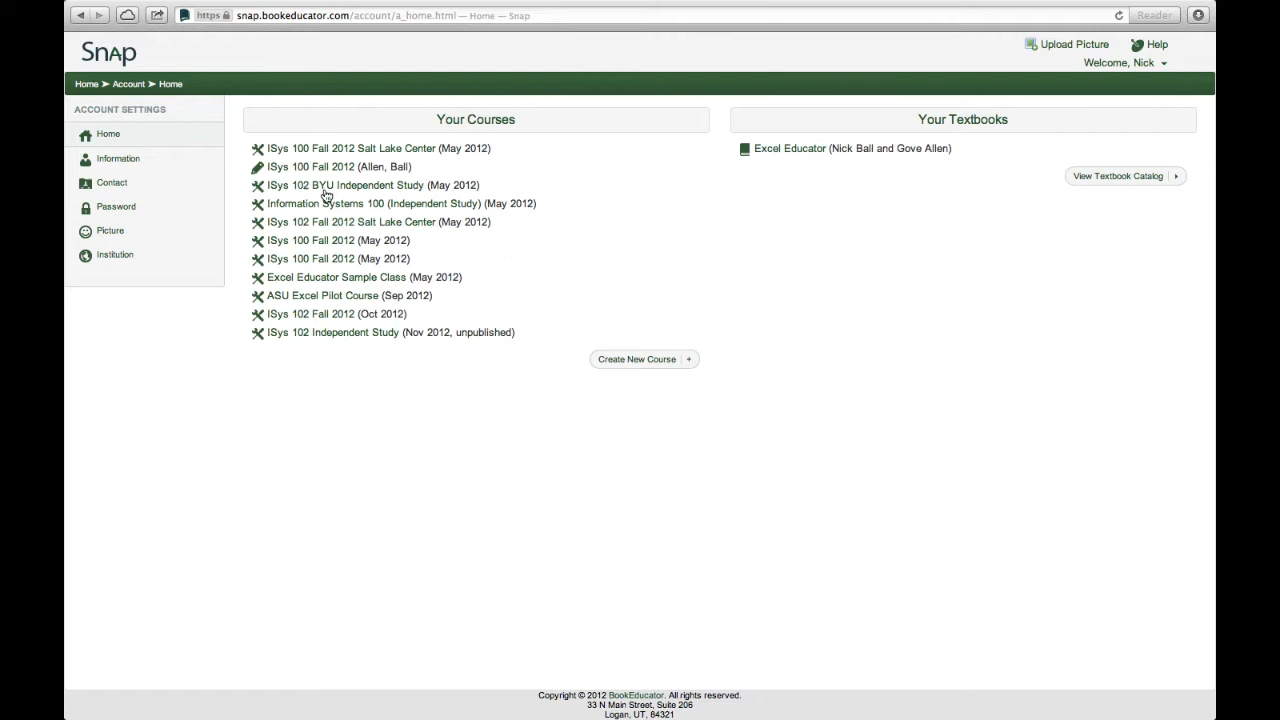 https snap.bookeducator.com/account/a_home.html — Home — Snap
Reader
Snap
Upload Picture
Help
Welcome, Nick
Home ➤ Account ➤ Home
ACCOUNT SETTINGS
Home
Information
Contact
Password
Picture
Institution
Your Courses
ISys 100 Fall 2012 Salt Lake Center (May 2012)
ISys 100 Fall 2012 (Allen, Ball)
ISys 102 BYU Independent Study (May 2012)
Information Systems 100 (Independent Study) (May 2012)
ISys 102 Fall 2012 Salt Lake Center (May 2012)
ISys 100 Fall 2012 (May 2012)
ISys 100 Fall 2012 (May 2012)
Excel Educator Sample Class (May 2012)
ASU Excel Pilot Course (Sep 2012)
ISys 102 Fall 2012 (Oct 2012)
ISys 102 Independent Study (Nov 2012, unpublished)
Create New Course +
Your Textbooks
Excel Educator (Nick Ball and Gove Allen)
View Textbook Catalog
Copyright © 2012 BookEducator. All rights reserved.
33 N Main Street, Suite 206
Logan, UT, 84321